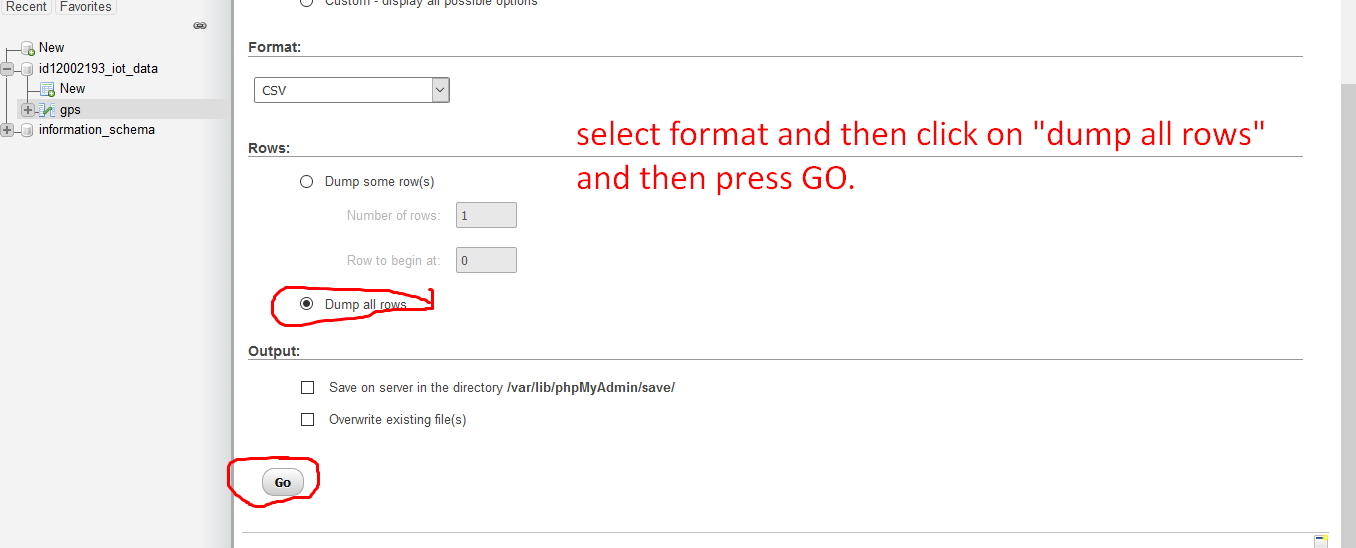 Recent Favorites
New
id12002193_iot_data
New
gps
information_schema
Custom - display all possible options
Format:
CSV
select format and then click on "dump all rows"
and then press GO.
Rows:
Dump some row(s)
Number of rows: 1
Row to begin at: 0
Dump all rows
Output:
Save on server in the directory /var/lib/phpMyAdmin/save/
Overwrite existing file(s)
Go